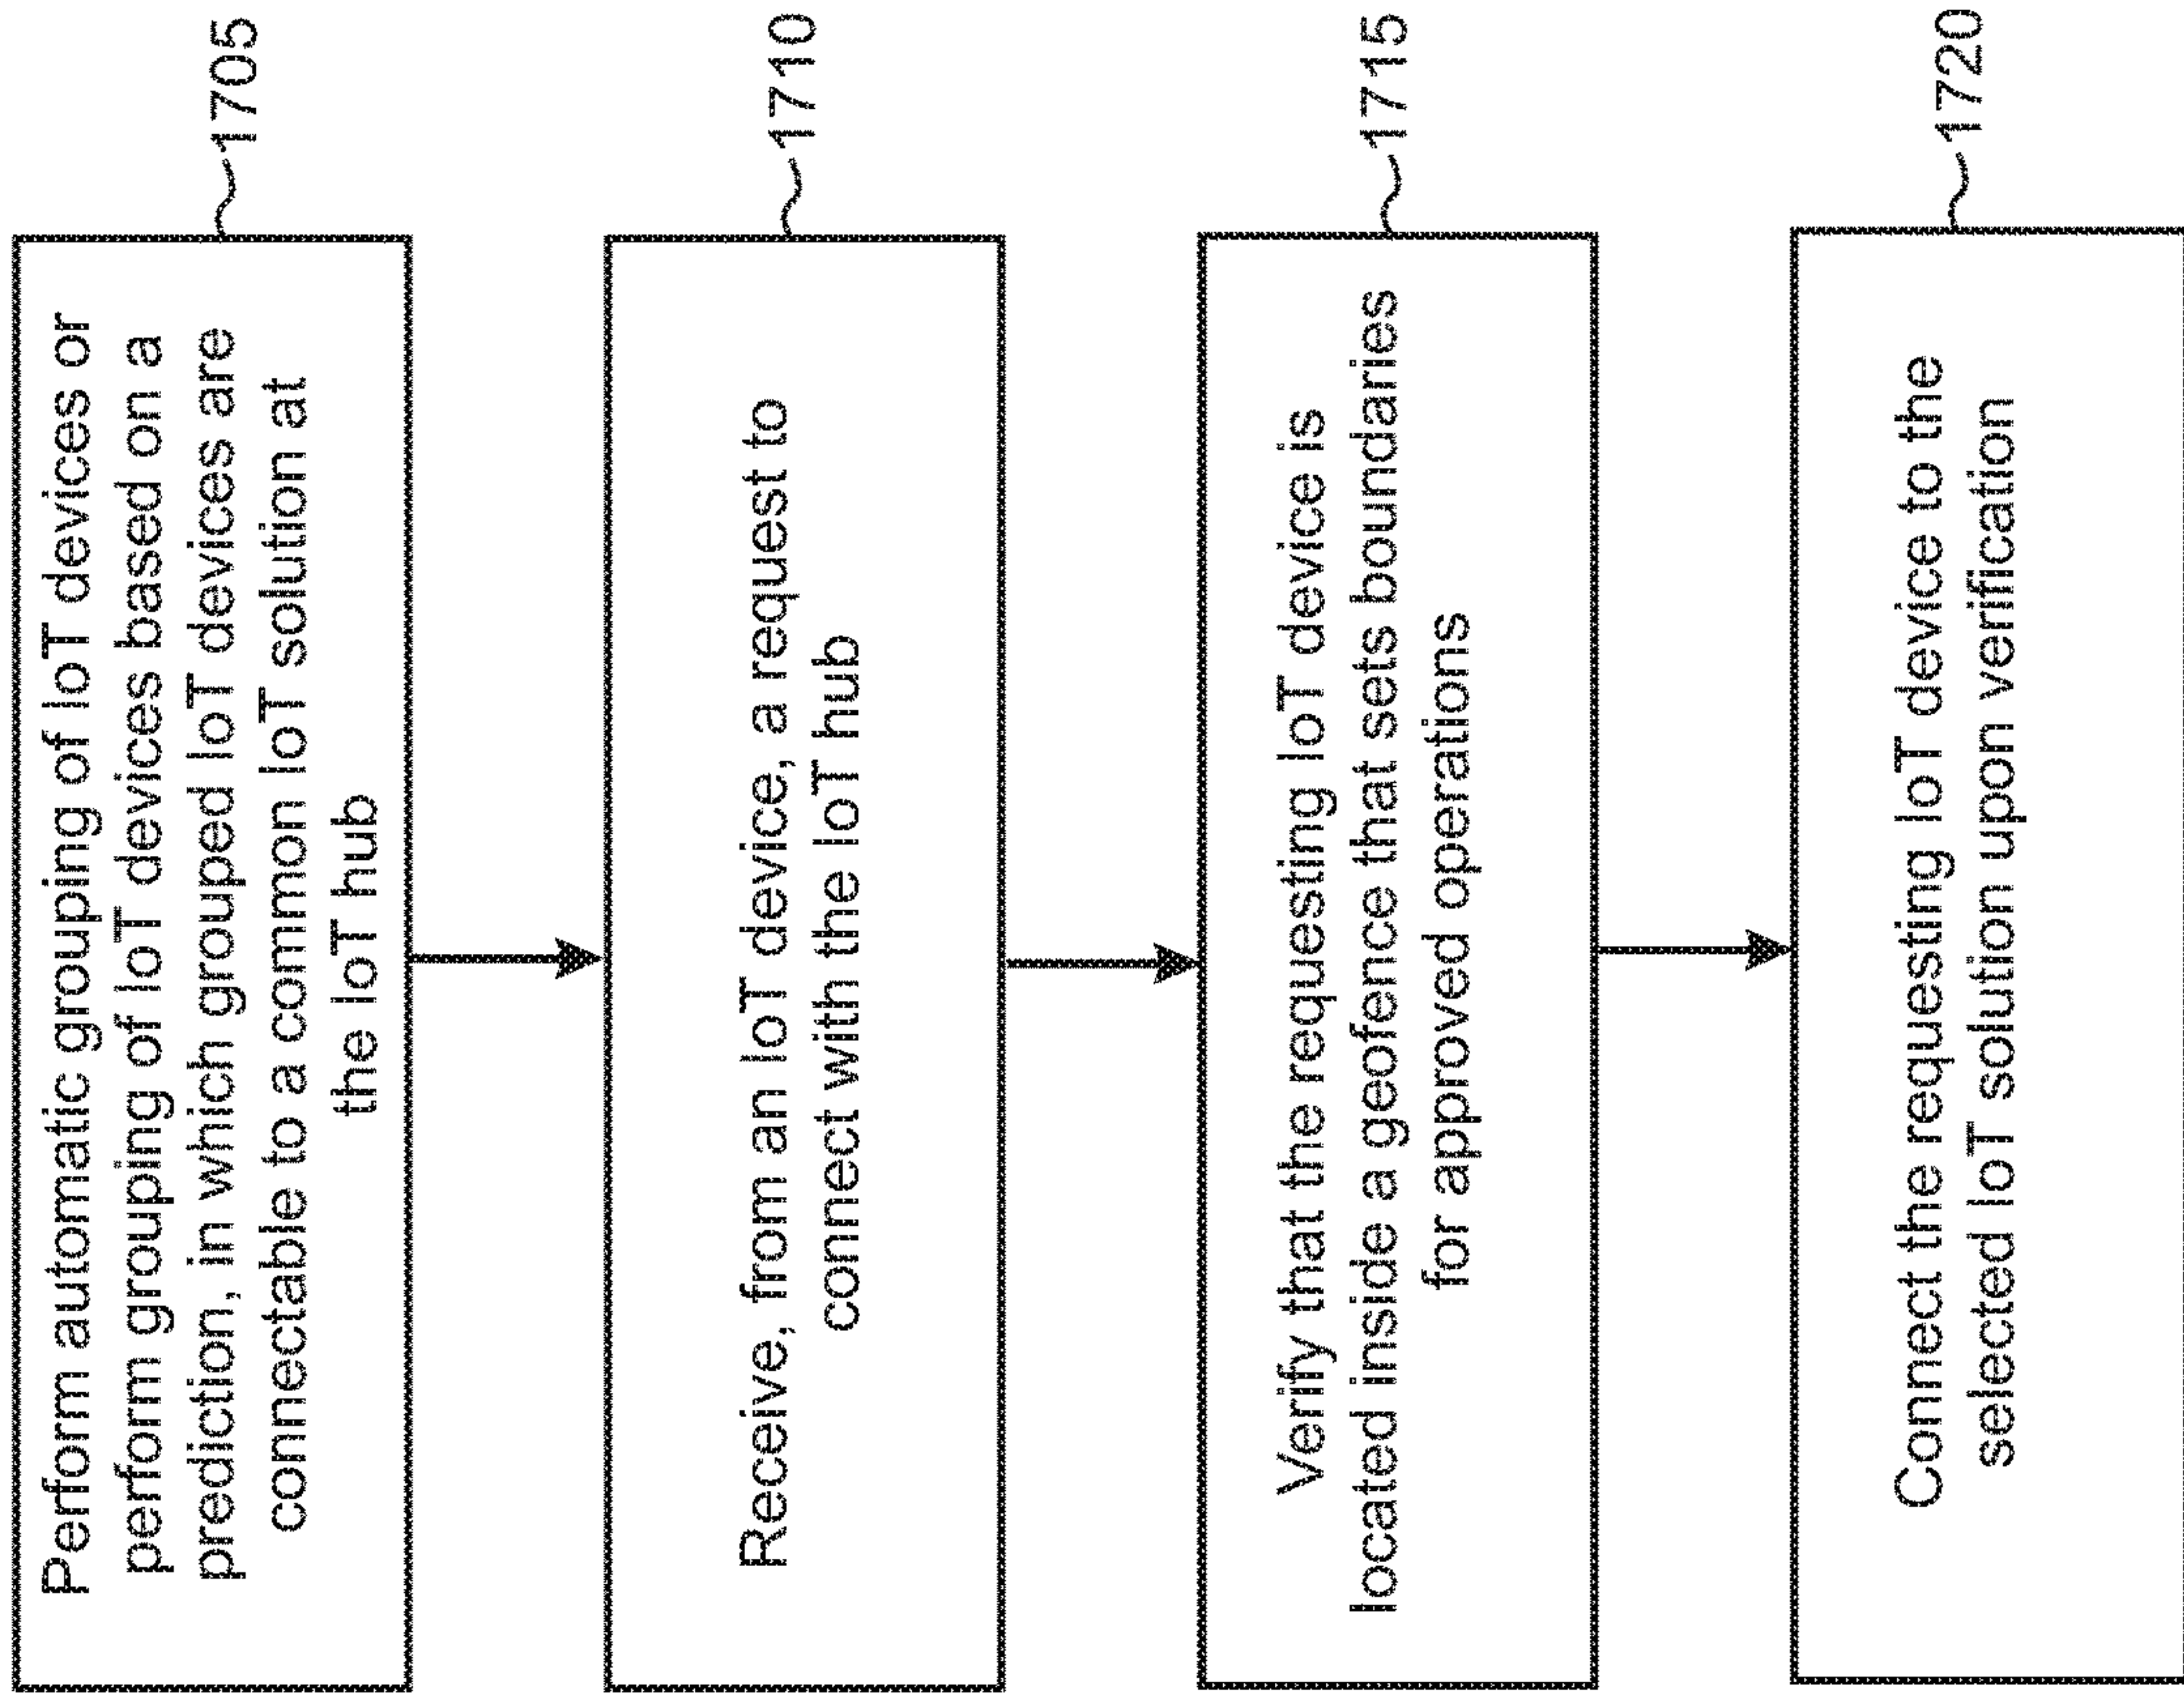 Perform automatic grouping of IoT devices or
perform grouping of IoT devices based on a
prediction, in which grouped IoT devices are
connectable to a common IoT solution at
the IoT hub
1705
Receive, from an IoT device, a request to
connect with the IoT hub
1710
Verify that the requesting IoT device is
located inside a geofence that sets boundaries
for approved operations
1715
Connect the requesting IoT device to the
selected IoT solution upon verification
1720